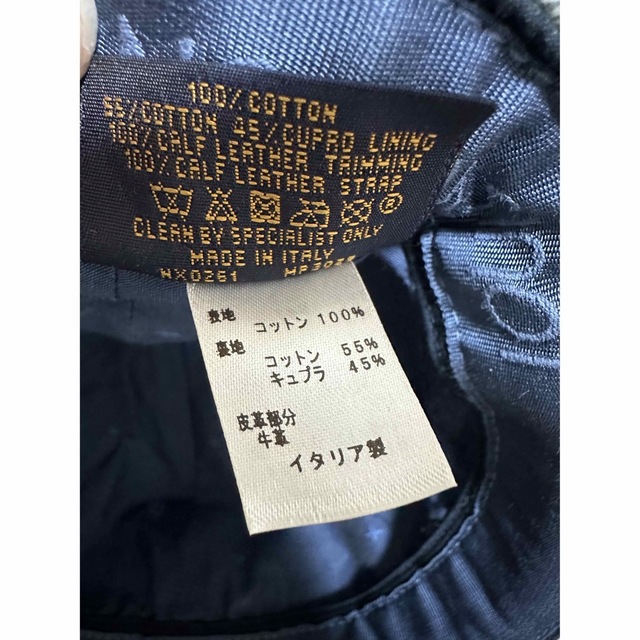 100% COTTON
55% COTTON 45% CUPRO LINING
100% CALF LEATHER TRIMMING
100% CALF LEATHER STRAP
CLEAN BY SPECIALIST ONLY
MADE IN ITALY
NX0261
表地 コットン 100%
裏地 コットン 55%
キュプラ 45%
皮革部分
牛革
イタリア製